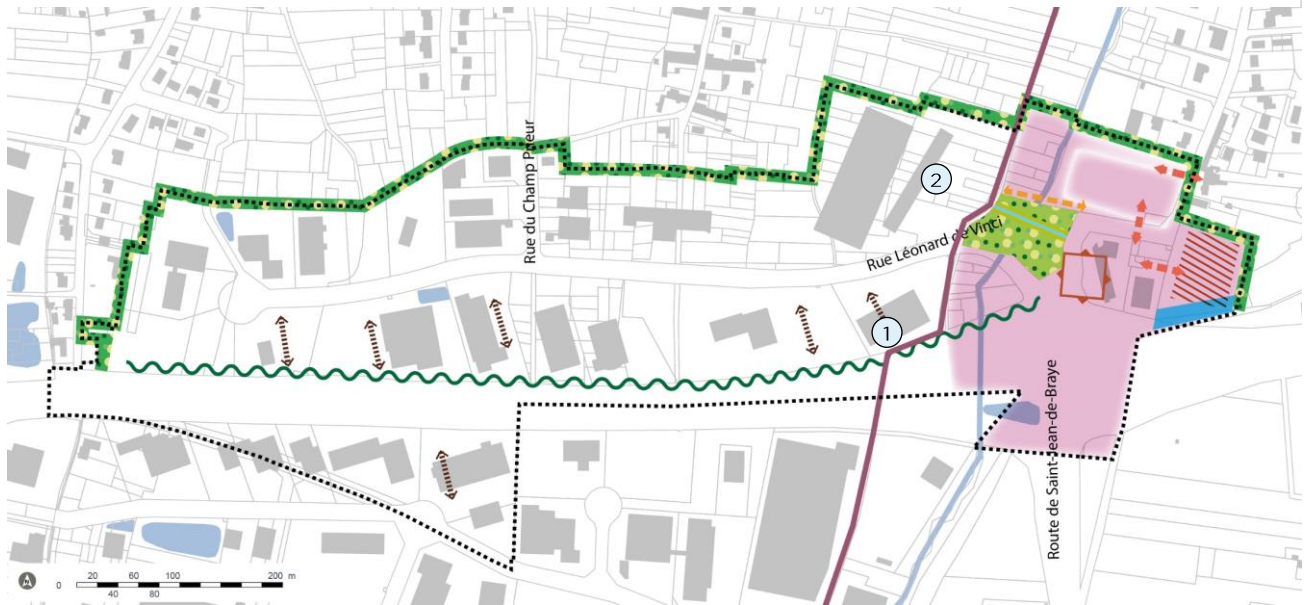 Rue du Champ Prieur
2
Rue Léonard de Vinci
1
Route de Saint-Jean-de-Braye
A
0 20 60 100 200 m
40 80